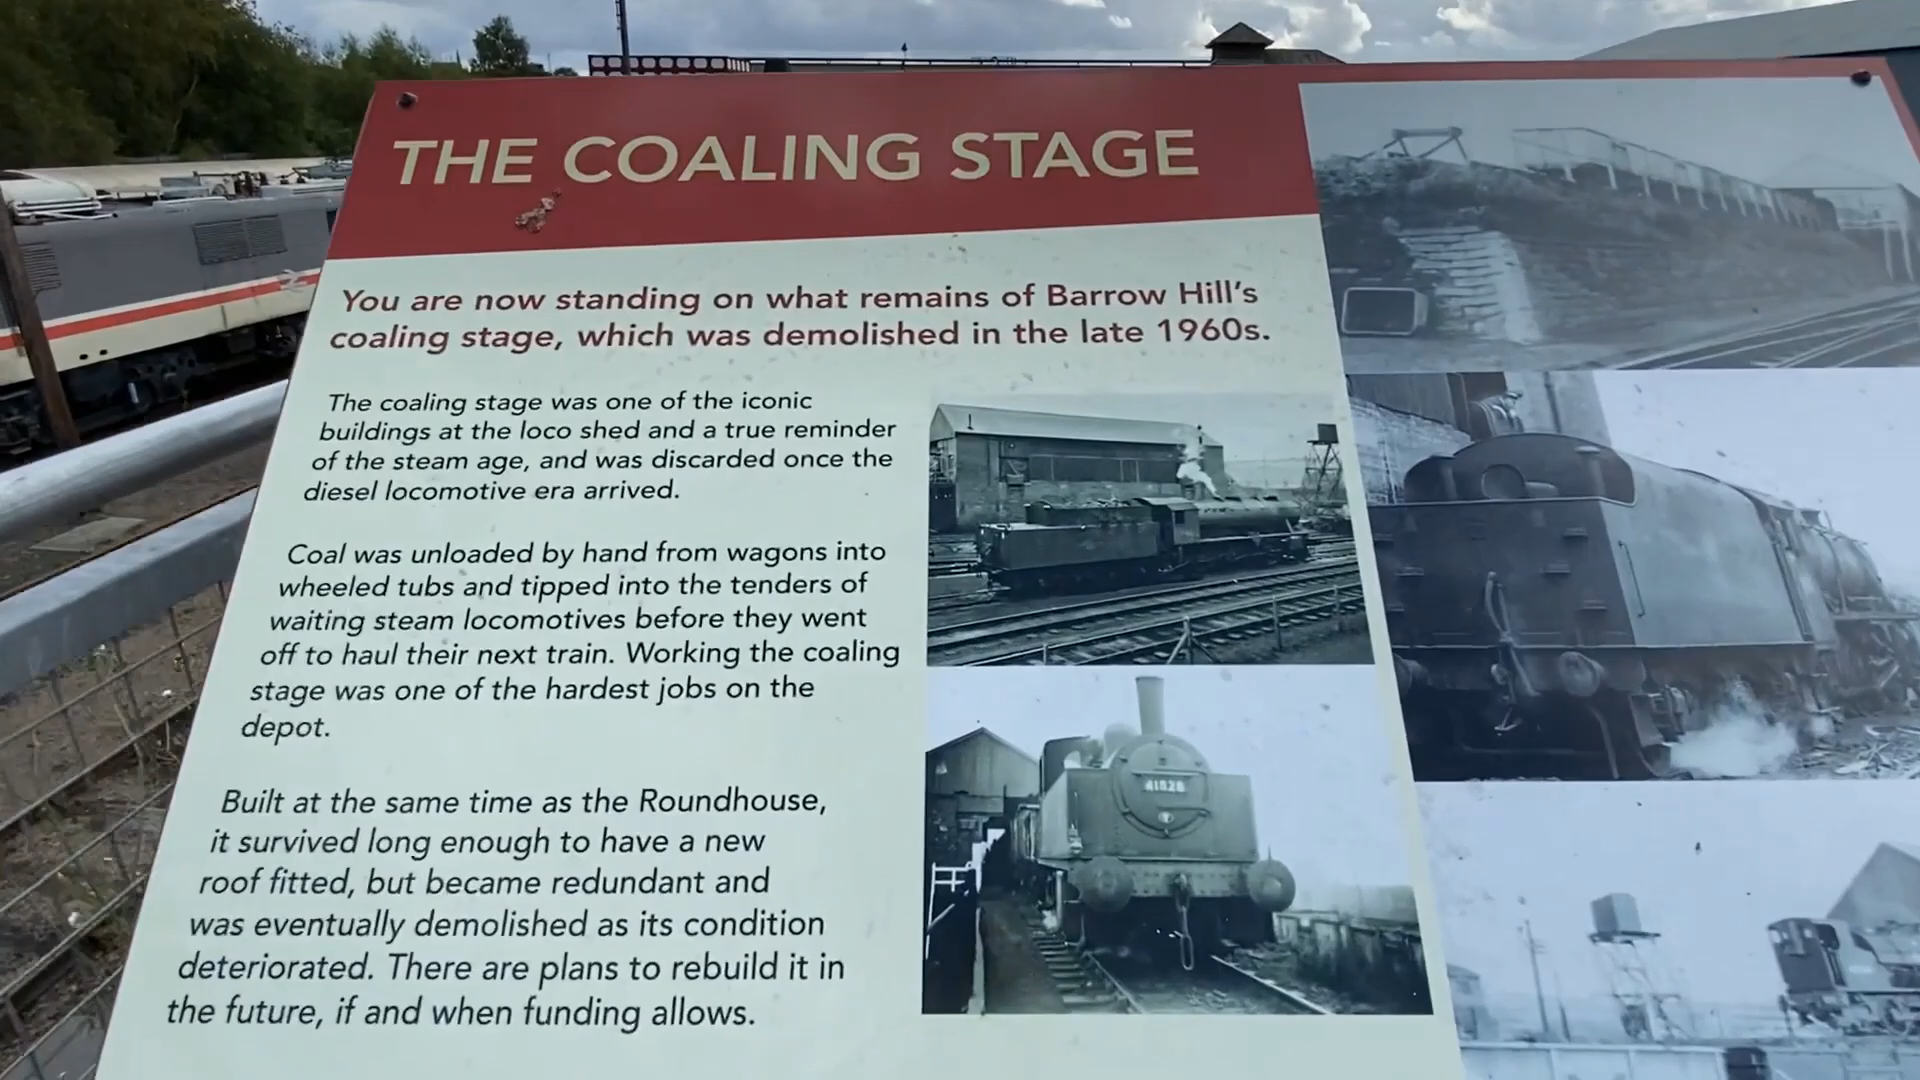 THE COALING STAGE
You are now standing on what remains of Barrow Hill's
coaling stage, which was demolished in the late 1960s.
The coaling stage was one of the iconic
buildings at the loco shed and a true reminder
of the steam age, and was discarded once the
diesel locomotive era arrived.
Coal was unloaded by hand from wagons into
wheeled tubs and tipped into the tenders of
waiting steam locomotives before they went
off to haul their next train. Working the coaling
stage was one of the hardest jobs on the
depot.
Built at the same time as the Roundhouse,
it survived long enough to have a new
roof fitted, but became redundant and
was eventually demolished as its condition
deteriorated. There are plans to rebuild it in
the future, if and when funding allows.